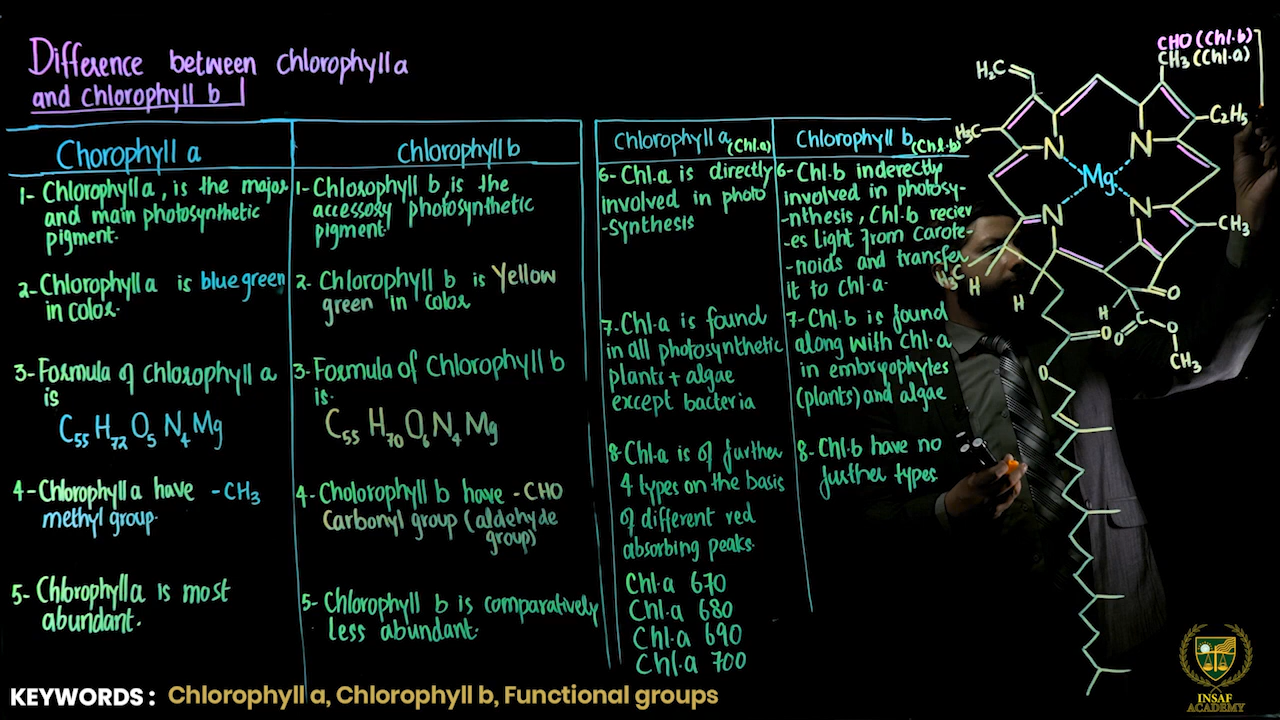 Difference between chlorophyll a
and Chlorophyll b
Chorophyll a
1- Chlorophyll a, is the major
and main photosynthetic
pigment.
2- Chlorophyll a is blue green
in color.
3- Formula of chlorophyll a
is
C55 H72 O5 N4 Mg
4- Chlorophyll a have -CH3
methyl group.
5- Chlorophyll a is most
abundant.
Chlorophyll b
1- Chlorophyll b, is the
accessory photosynthetic
pigment.
2- Chlorophyll b is Yellow
green in color
3- Formula of Chlorophyll b
is.
C55 H70 O6 N4 Mg
4- Cholorophyll b have -CHO
Carbonyl group (aldehyde
group)
5- Chlorophyll b is comparatively
less abundant.
Chlorophyll a (Chl.a)
6- Chl.a is directly
involved in photo
-synthesis
7- Chl.a is found
in all photosynthetic
plants + algae
except bacteria
8- Chl.a is of further
4 types on the basis
of different red
absorbing peaks.
Chl.a 670
Chl.a 680
Chl.a 690
Chl.a 700
Chlorophyll b (Chl.b)
6- Chl.b inderectly
involved in photosy-
-nthesis, Chl.b reciev
-es Light from Carote-
-noids and transfer
it to chl.a.
7- Chl.b is found
along with Chl.a
in embryophytes
(plants) and algae
8- Chl.b have no
further types.
CHO (Chl.b)
CH3 (Chl.a)
H2C
H3C
C2H5
N
N
Mg
N
N
CH3
H3C
H
H
H
O
O
O
C
O
CH3
O
KEYWORDS : Chlorophyll a, Chlorophyll b, Functional groups
INSAF
ACADEMY